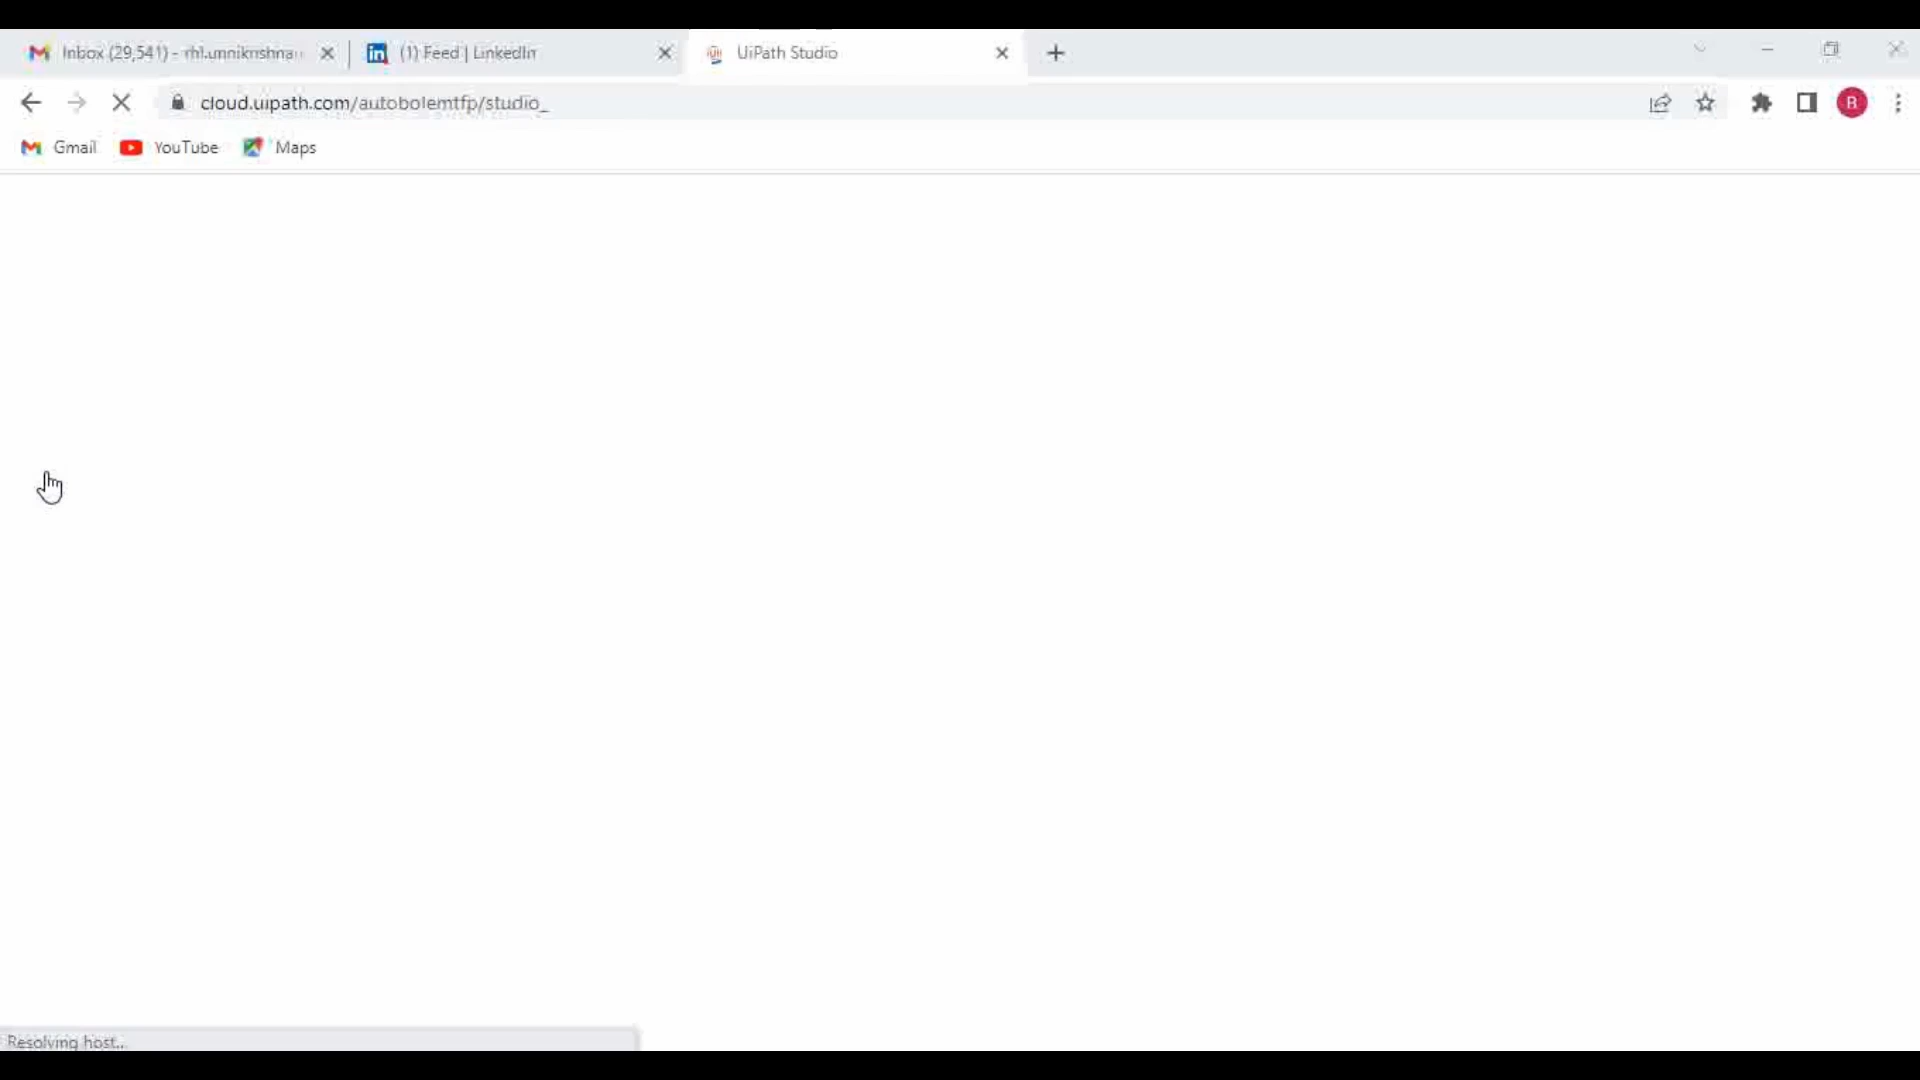 Inbox (29,541) - rhl.unnikrishnan
(1) Feed | LinkedIn
UiPath Studio
cloud.uipath.com/autobolemtfp/studio_
R
Gmail
YouTube
Maps
Resolving host...